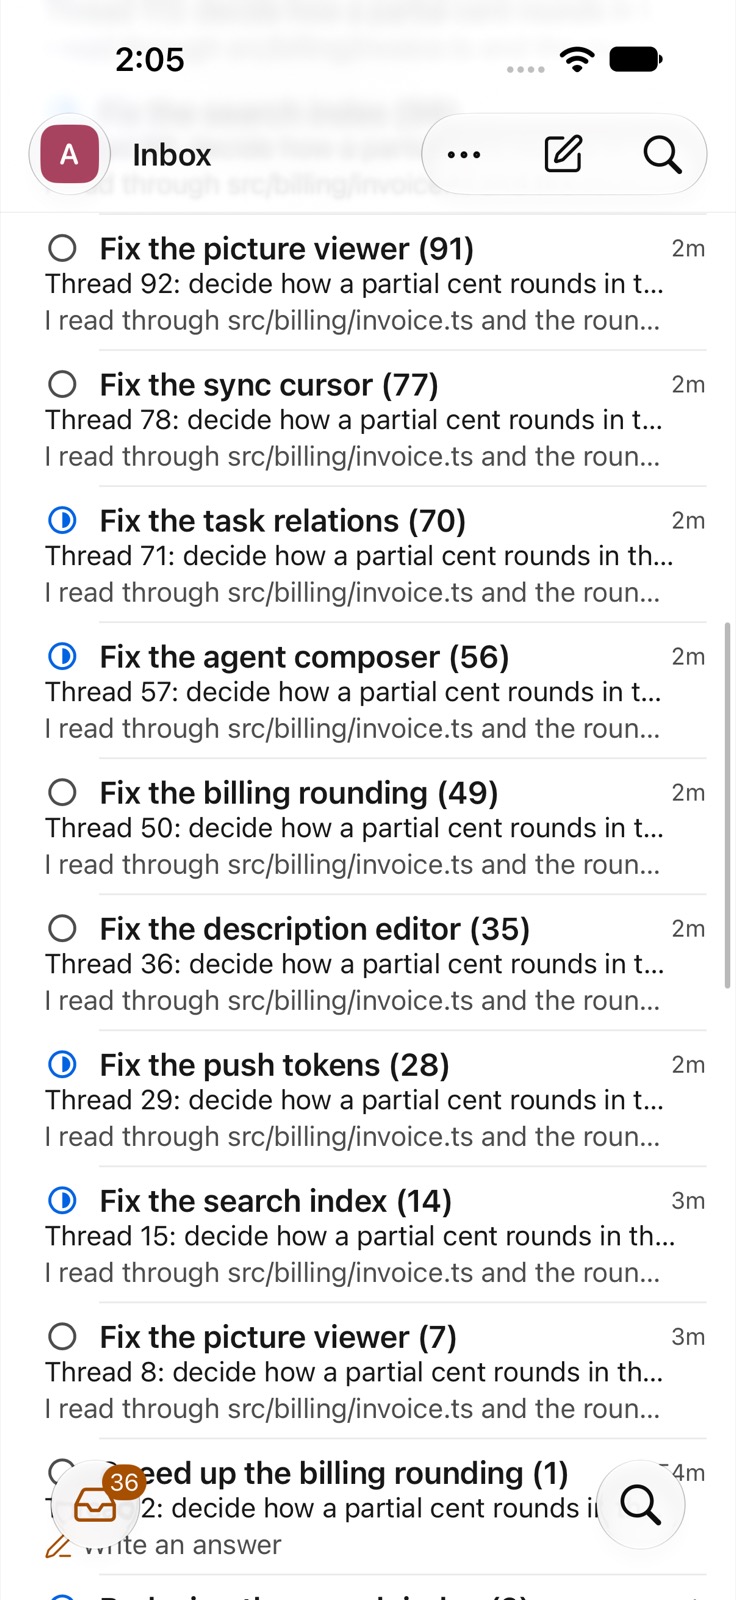 2:05
A
Inbox
Fix the picture viewer (91)
2m
Thread 92: decide how a partial cent rounds in t...
I read through src/billing/invoice.ts and the roun...
Fix the sync cursor (77)
2m
Thread 78: decide how a partial cent rounds in t...
I read through src/billing/invoice.ts and the roun...
Fix the task relations (70)
2m
Thread 71: decide how a partial cent rounds in th...
I read through src/billing/invoice.ts and the roun...
Fix the agent composer (56)
2m
Thread 57: decide how a partial cent rounds in t...
I read through src/billing/invoice.ts and the roun...
Fix the billing rounding (49)
2m
Thread 50: decide how a partial cent rounds in t...
I read through src/billing/invoice.ts and the roun...
Fix the description editor (35)
2m
Thread 36: decide how a partial cent rounds in t...
I read through src/billing/invoice.ts and the roun...
Fix the push tokens (28)
2m
Thread 29: decide how a partial cent rounds in t...
I read through src/billing/invoice.ts and the roun...
Fix the search index (14)
3m
Thread 15: decide how a partial cent rounds in th...
I read through src/billing/invoice.ts and the roun...
Fix the picture viewer (7)
3m
Thread 8: decide how a partial cent rounds in th...
I read through src/billing/invoice.ts and the roun...
36
up the billing rounding (1)
2: decide how a partial cent rounds
Write an answer